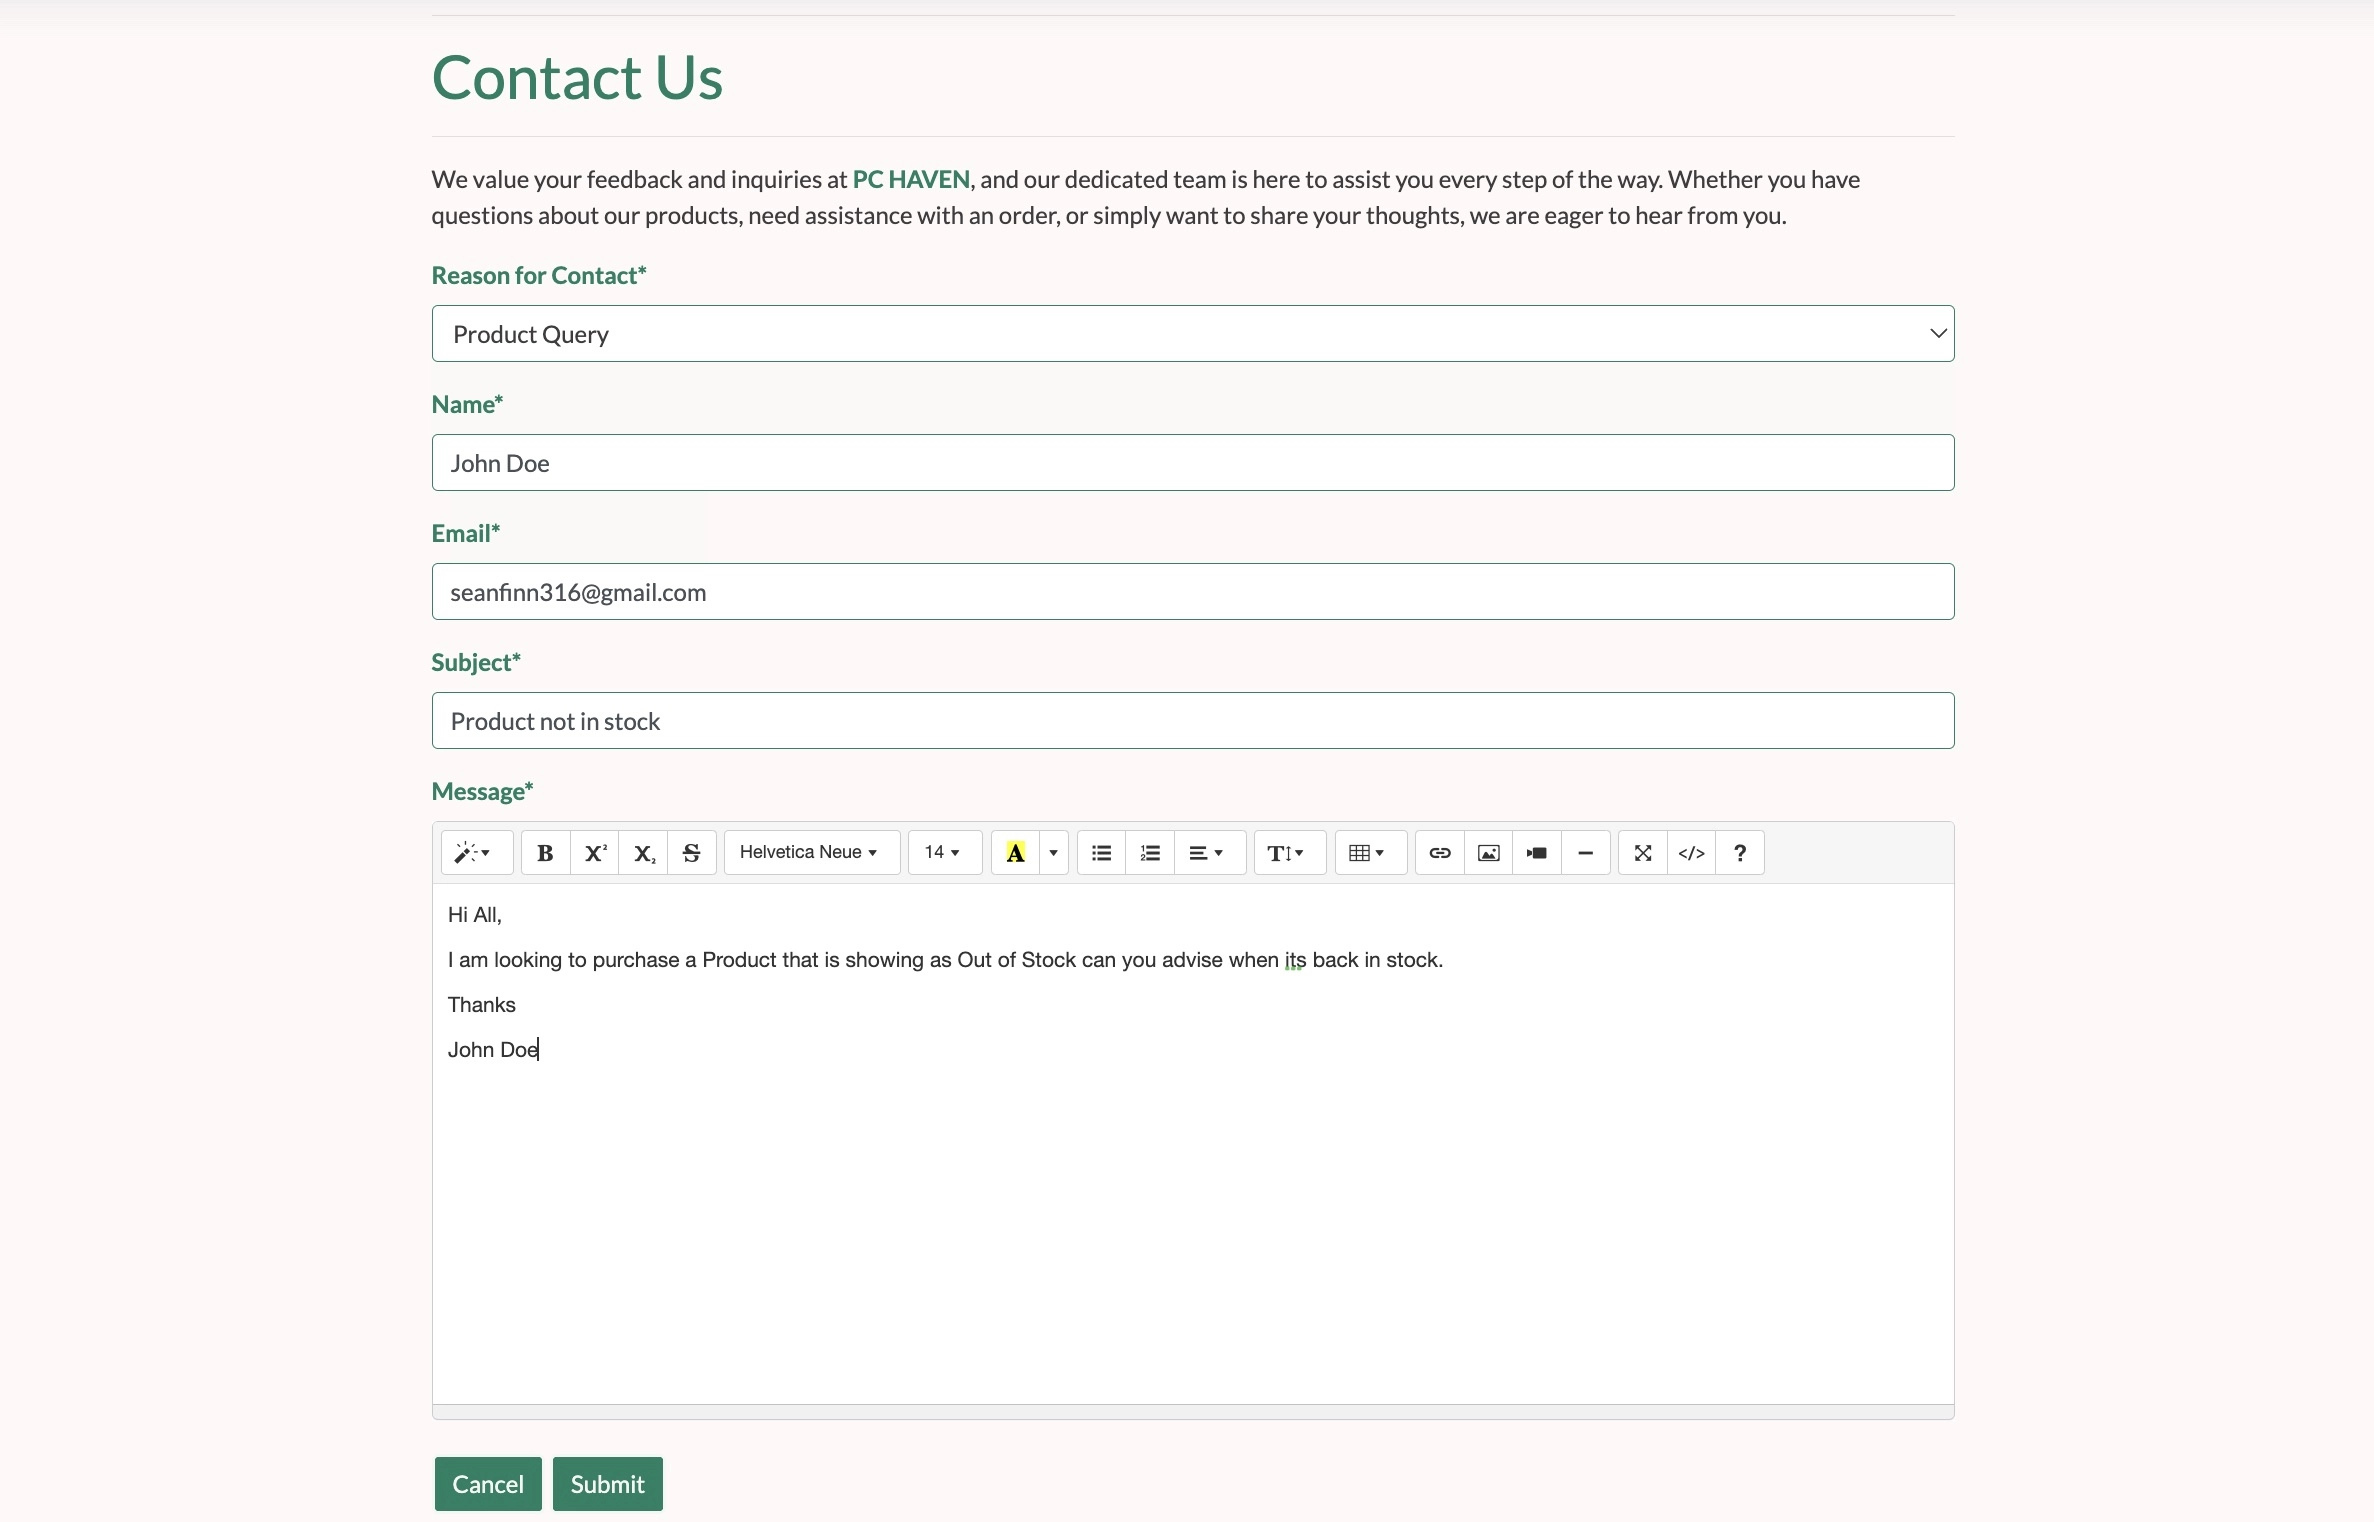 Contact Us
We value your feedback and inquiries at PC HAVEN, and our dedicated team is here to assist you every step of the way. Whether you have
questions about our products, need assistance with an order, or simply want to share your thoughts, we are eager to hear from you.
Reason for Contact*
Product Query
Name*
John Doe
Email*
seanfinn316@gmail.com
Subject*
Product not in stock
Message*
B X² X₂ S Helvetica Neue 14 A T </> ?
Hi All,
I am looking to purchase a Product that is showing as Out of Stock can you advise when its back in stock.
Thanks
John Doe
Cancel Submit